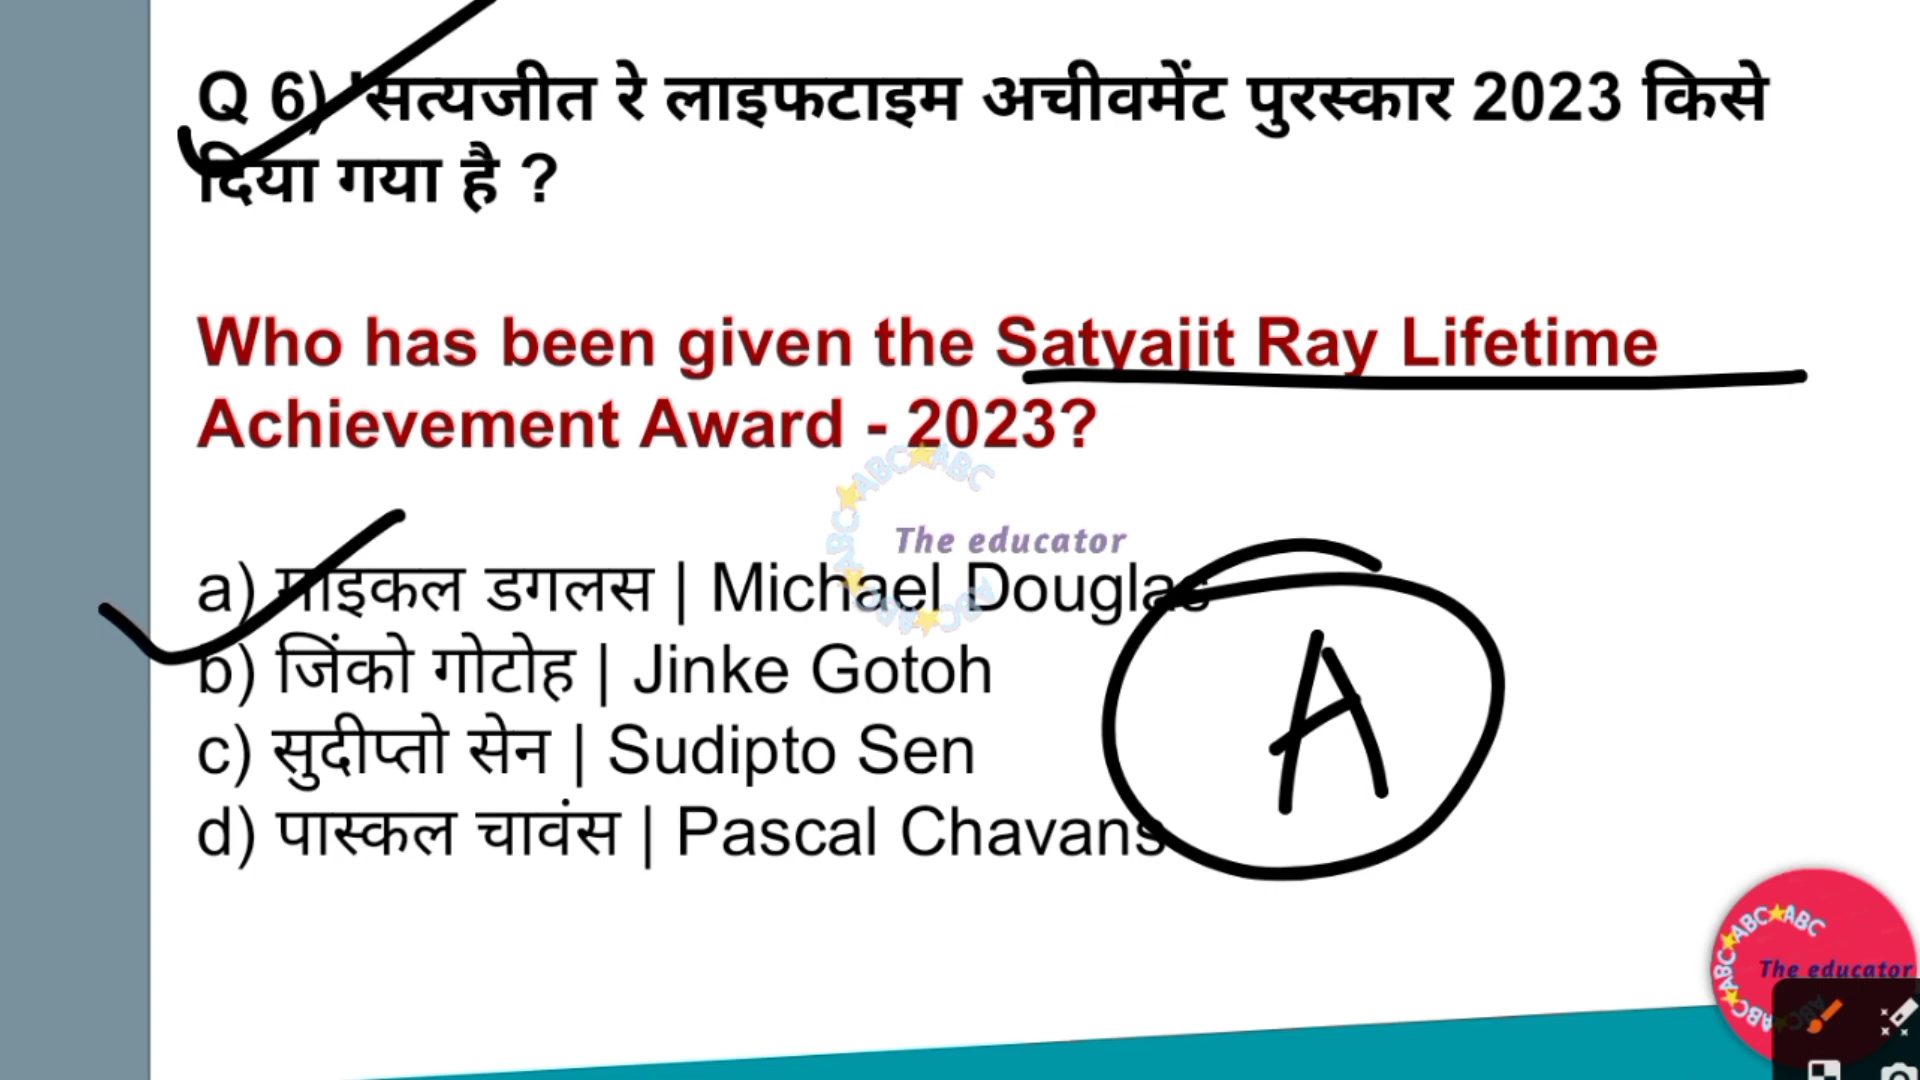 Q 6) 'सत्यजीत रे लाइफटाइम अचीवमेंट पुरस्कार 2023 किसे
दिया गया है ?
Who has been given the Satyajit Ray Lifetime
Achievement Award - 2023?
ABC ABC
The educator
a) माइकल डगलस | Michael Douglas
b) जिंको गोटोह | Jinke Gotoh
c) सुदीप्तो सेन | Sudipto Sen
d) पास्कल चावंस | Pascal Chavans
A
ABC ABC
The educator